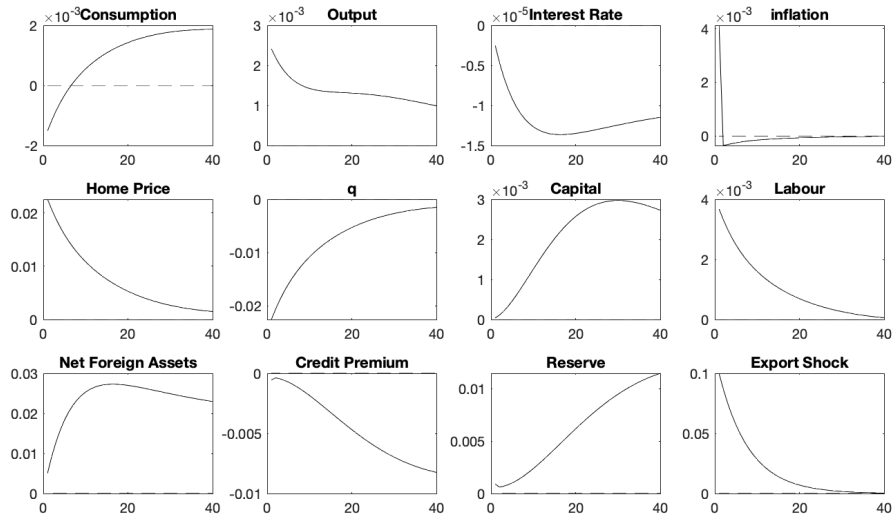 ×10⁻³ Consumption
2
0
-2
0 20 40
×10⁻³ Output
3
2
1
0
0 20 40
×10⁻⁵ Interest Rate
0
-0.5
-1
-1.5
0 20 40
×10⁻³ inflation
4
2
0
0 20 40
Home Price
0.02
0.01
0
0 20 40
q
0
-0.01
-0.02
0 20 40
×10⁻³ Capital
3
2
1
0
0 20 40
×10⁻³ Labour
4
2
0
0 20 40
Net Foreign Assets
0.03
0.02
0.01
0
0 20 40
Credit Premium
0
-0.005
-0.01
0 20 40
Reserve
0.01
0.005
0
0 20 40
Export Shock
0.1
0.05
0
0 20 40